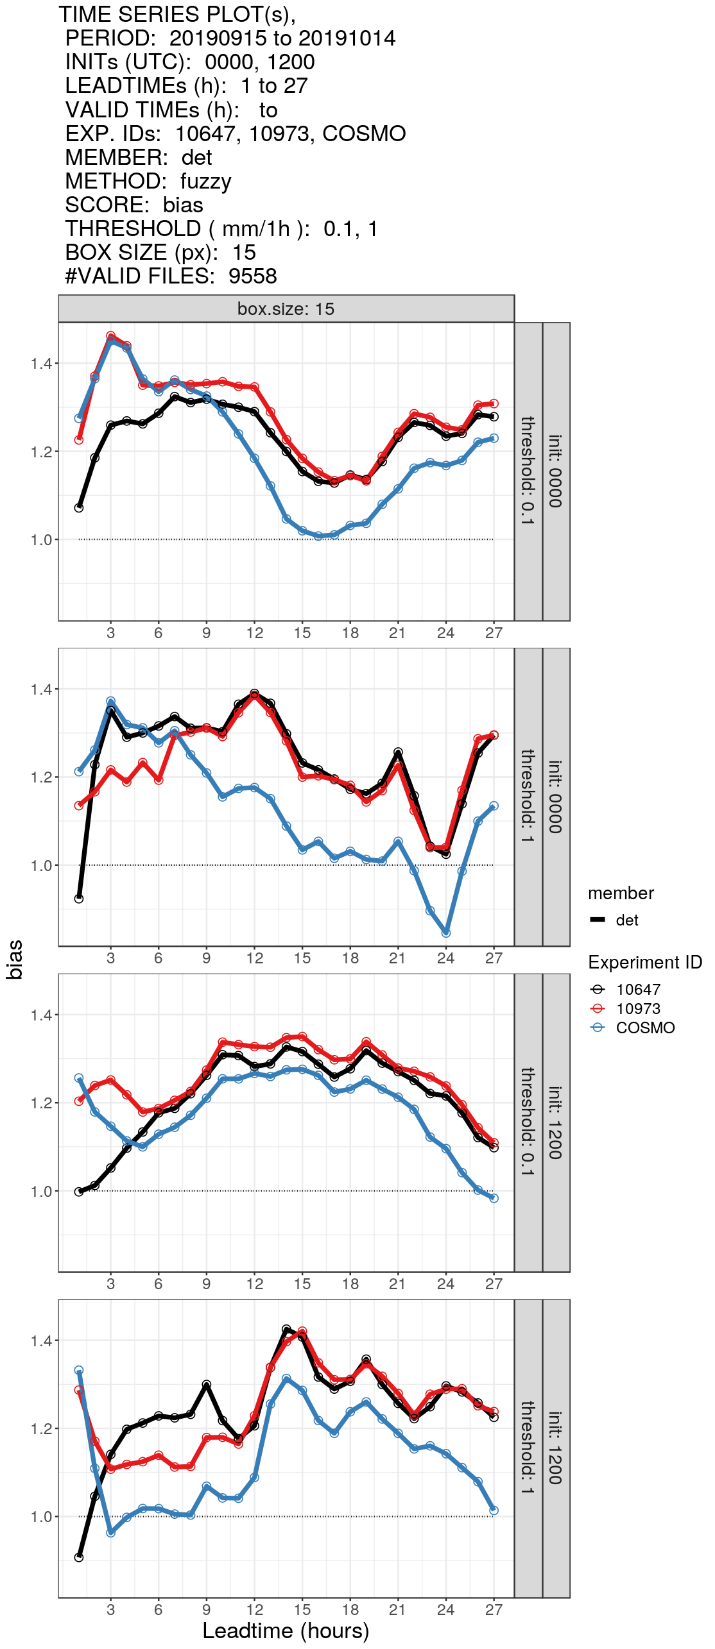 TIME SERIES PLOT(s),
PERIOD: 20190915 to 20191014
INITs (UTC): 0000, 1200
LEADTIMEs (h): 1 to 27
VALID TIMEs (h): to
EXP. IDs: 10647, 10973, COSMO
MEMBER: det
METHOD: fuzzy
SCORE: bias
THRESHOLD ( mm/1h ): 0.1, 1
BOX SIZE (px): 15
#VALID FILES: 9558
box.size: 15
1.4
1.2
1.0
3 6 9 12 15 18 21 24 27
threshold: 0.1
init: 0000
1.4
1.2
1.0
3 6 9 12 15 18 21 24 27
threshold: 1
init: 0000
1.4
1.2
1.0
3 6 9 12 15 18 21 24 27
threshold: 0.1
init: 1200
1.4
1.2
1.0
3 6 9 12 15 18 21 24 27
threshold: 1
init: 1200
bias
Leadtime (hours)
member
det
Experiment ID
10647
10973
COSMO